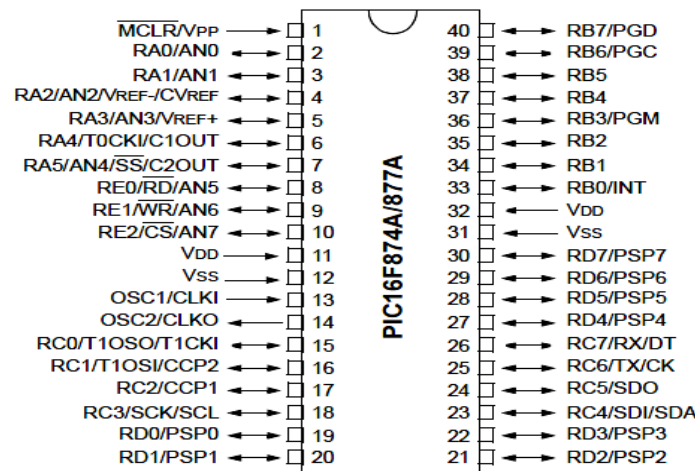 MCLR/VPP 1 40 RB7/PGD
RA0/AN0 2 39 RB6/PGC
RA1/AN1 3 38 RB5
RA2/AN2/VREF-/CVREF 4 37 RB4
RA3/AN3/VREF+ 5 36 RB3/PGM
RA4/T0CKI/C1OUT 6 35 RB2
RA5/AN4/SS/C2OUT 7 34 RB1
RE0/RD/AN5 8 33 RB0/INT
RE1/WR/AN6 9 32 VDD
RE2/CS/AN7 10 31 VSS
VDD 11 30 RD7/PSP7
VSS 12 29 RD6/PSP6
OSC1/CLKI 13 28 RD5/PSP5
OSC2/CLKO 14 27 RD4/PSP4
RC0/T1OSO/T1CKI 15 26 RC7/RX/DT
RC1/T1OSI/CCP2 16 25 RC6/TX/CK
RC2/CCP1 17 24 RC5/SDO
RC3/SCK/SCL 18 23 RC4/SDI/SDA
RD0/PSP0 19 22 RD3/PSP3
RD1/PSP1 20 21 RD2/PSP2
PIC16F874A/877A